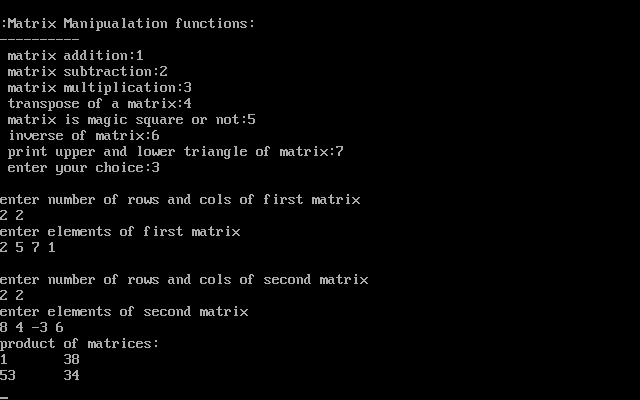 :Matrix Manipualation functions:
----------
matrix addition:1
matrix subtraction:2
matrix multiplication:3
transpose of a matrix:4
matrix is magic square or not:5
inverse of matrix:6
print upper and lower triangle of matrix:7
enter your choice:3
enter number of rows and cols of first matrix
2 2
enter elements of first matrix
2 5 7 1
enter number of rows and cols of second matrix
2 2
enter elements of second matrix
8 4 -3 6
product of matrices:
1 38
53 34